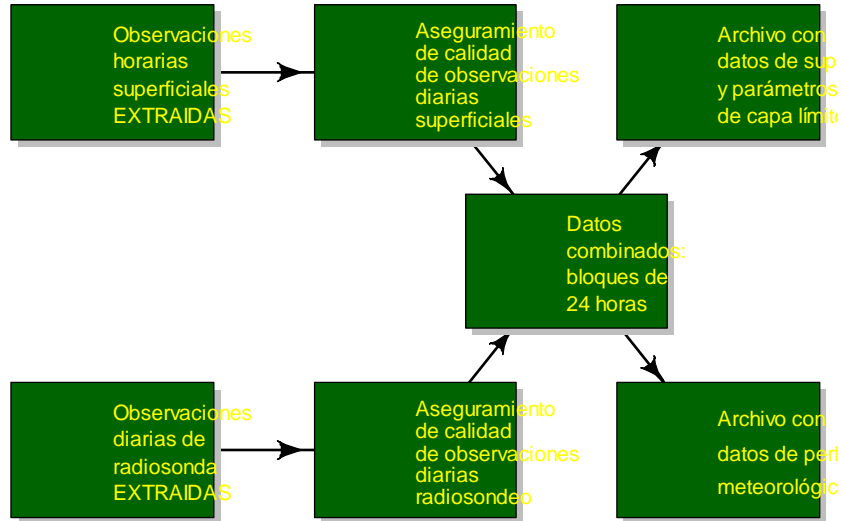 Observaciones
horarias
superficiales
EXTRAIDAS
Aseguramiento
de calidad
de observaciones
diarias
superficiales
Archivo con
datos de sup
y parámetros
de capa límite
Datos
combinados:
bloques de
24 horas
Observaciones
diarias de
radiosonda
EXTRAIDAS
Aseguramiento
de calidad
de observaciones
diarias
radiosondeo
Archivo con
datos de perf
meteorológic